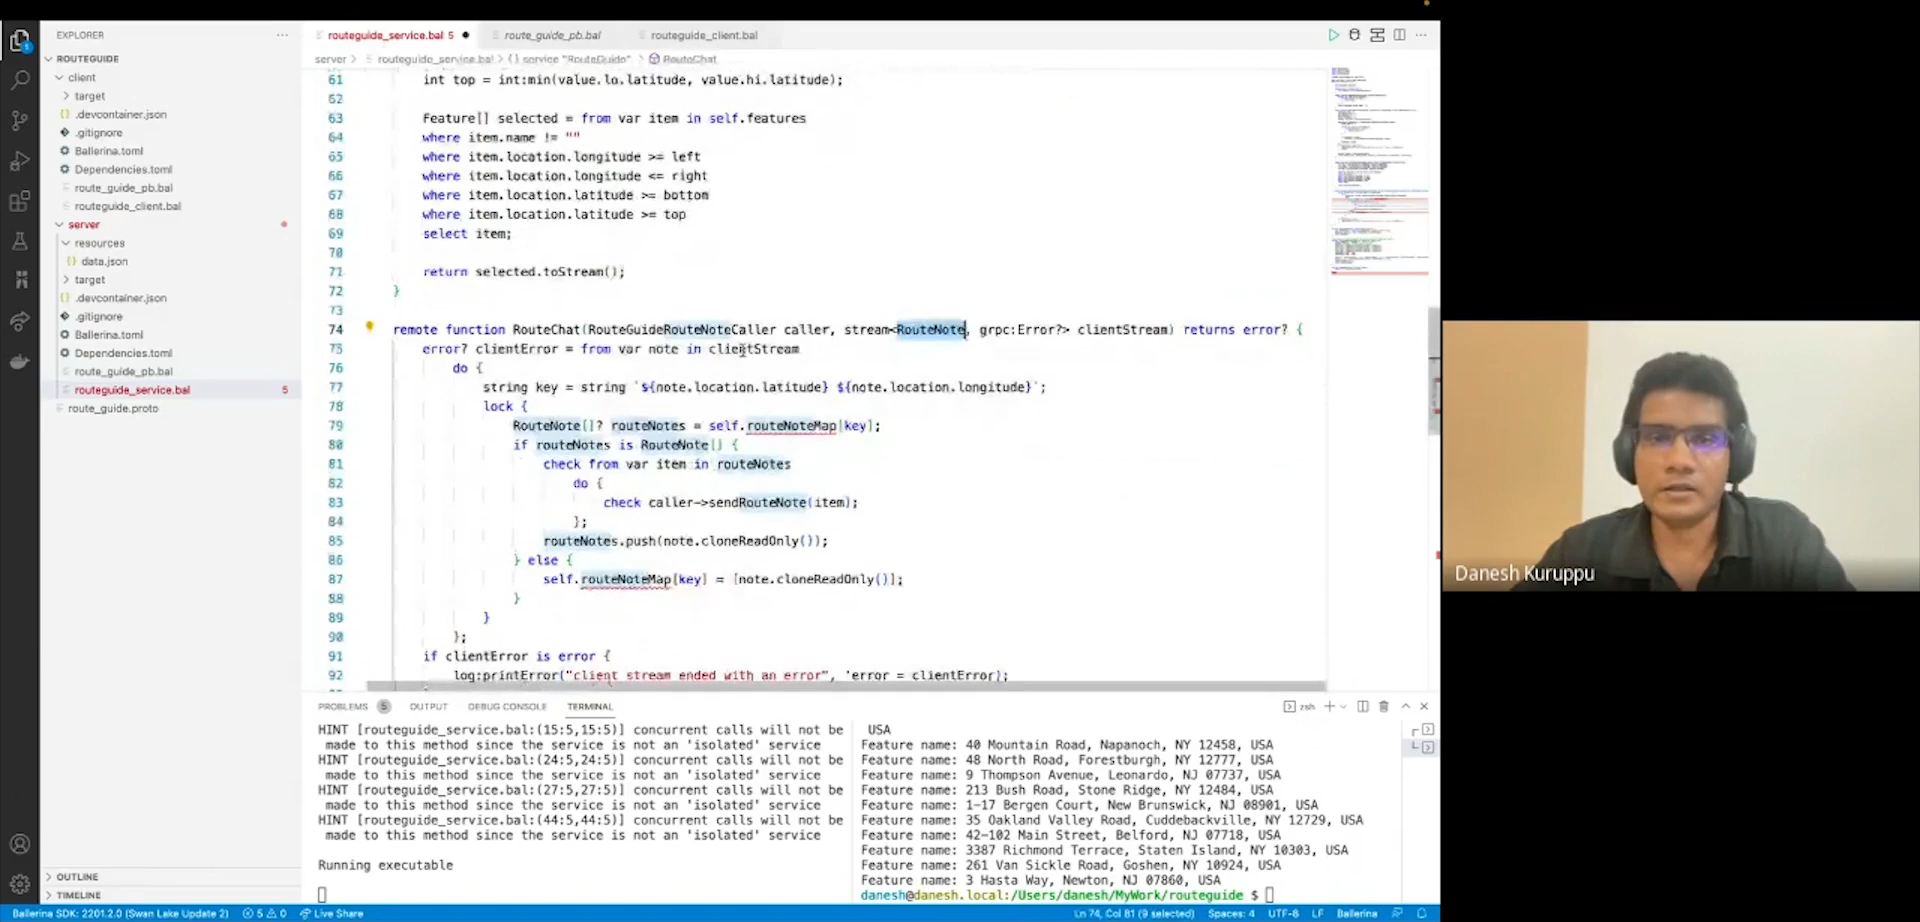 EXPLORER
ROUTEGUIDE
client
target
.devcontainer.json
.gitignore
Ballerina.toml
Dependencies.toml
route_guide_pb.bal
routeguide_client.bal
server
resources
data.json
target
.devcontainer.json
.gitignore
Ballerina.toml
Dependencies.toml
route_guide_pb.bal
routeguide_service.bal 5
route_guide.proto
OUTLINE
TIMELINE
routeguide_service.bal 5
route_guide_pb.bal
routeguide_client.bal
server > routeguide_service.bal > {} service "RouteGuide" > RouteChat
61 int top = int:min(value.lo.latitude, value.hi.latitude);
62
63 Feature[] selected = from var item in self.features
64 where item.name != ""
65 where item.location.longitude >= left
66 where item.location.longitude <= right
67 where item.location.latitude >= bottom
68 where item.location.latitude >= top
69 select item;
70
71 return selected.toStream();
72 }
73
74 remote function RouteChat(RouteGuideRouteNoteCaller caller, stream<RouteNote, grpc:Error?> clientStream) returns error? {
75 error? clientError = from var note in clientStream
76 do {
77 string key = string `${note.location.latitude} ${note.location.longitude}`;
78 lock {
79 RouteNote[]? routeNotes = self.routeNoteMap[key];
80 if routeNotes is RouteNote[] {
81 check from var item in routeNotes
82 do {
83 check caller->sendRouteNote(item);
84 };
85 routeNotes.push(note.cloneReadOnly());
86 } else {
87 self.routeNoteMap[key] = [note.cloneReadOnly()];
88 }
89 }
90 };
91 if clientError is error {
92 log:printError("client stream ended with an error", 'error = clientError);
PROBLEMS 5 OUTPUT DEBUG CONSOLE TERMINAL
zsh
HINT [routeguide_service.bal:(15:5,15:5)] concurrent calls will not be
made to this method since the service is not an 'isolated' service
HINT [routeguide_service.bal:(24:5,24:5)] concurrent calls will not be
made to this method since the service is not an 'isolated' service
HINT [routeguide_service.bal:(27:5,27:5)] concurrent calls will not be
made to this method since the service is not an 'isolated' service
HINT [routeguide_service.bal:(44:5,44:5)] concurrent calls will not be
made to this method since the service is not an 'isolated' service
Running executable
USA
Feature name: 40 Mountain Road, Napanoch, NY 12458, USA
Feature name: 48 North Road, Forestburgh, NY 12777, USA
Feature name: 9 Thompson Avenue, Leonardo, NJ 07737, USA
Feature name: 213 Bush Road, Stone Ridge, NY 12484, USA
Feature name: 1-17 Bergen Court, New Brunswick, NJ 08901, USA
Feature name: 35 Oakland Valley Road, Cuddebackville, NY 12729, USA
Feature name: 42-102 Main Street, Belford, NJ 07718, USA
Feature name: 3387 Richmond Terrace, Staten Island, NY 10303, USA
Feature name: 261 Van Sickle Road, Goshen, NY 10924, USA
Feature name: 3 Hasta Way, Newton, NJ 07860, USA
danesh@danesh.local:/Users/danesh/MyWork/routeguide $
Ballerina SDK: 2201.2.0 (Swan Lake Update 2) 5 0 Live Share
Ln 74, Col 81 (9 selected) Spaces: 4 UTF-8 LF Ballerina
Danesh Kuruppu